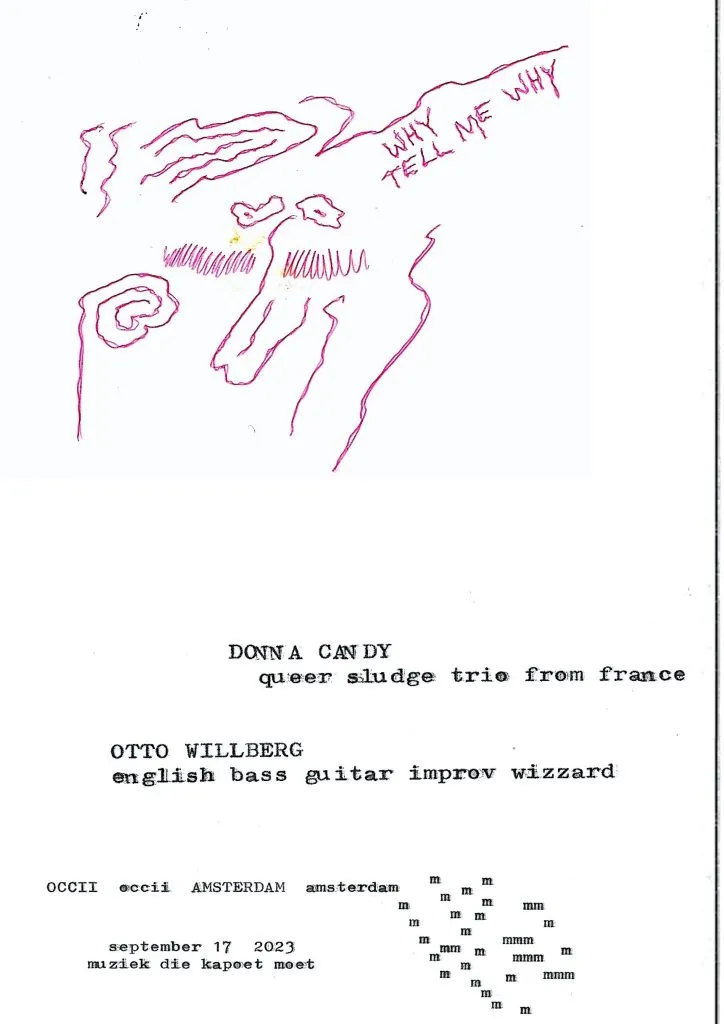 WHY
TELL ME WHY
DONNA CANDY
queer sludge trio from france
OTTO WILLBERG
english bass guitar improv wizzard
OCCII occii AMSTERDAM amsterdam
september 17 2023
muziek die kapoet moet
m m
m
m m
m mm
m m
m m
m
m mmm
mm m m
m mmm
m
m m mmm
m
m
m m